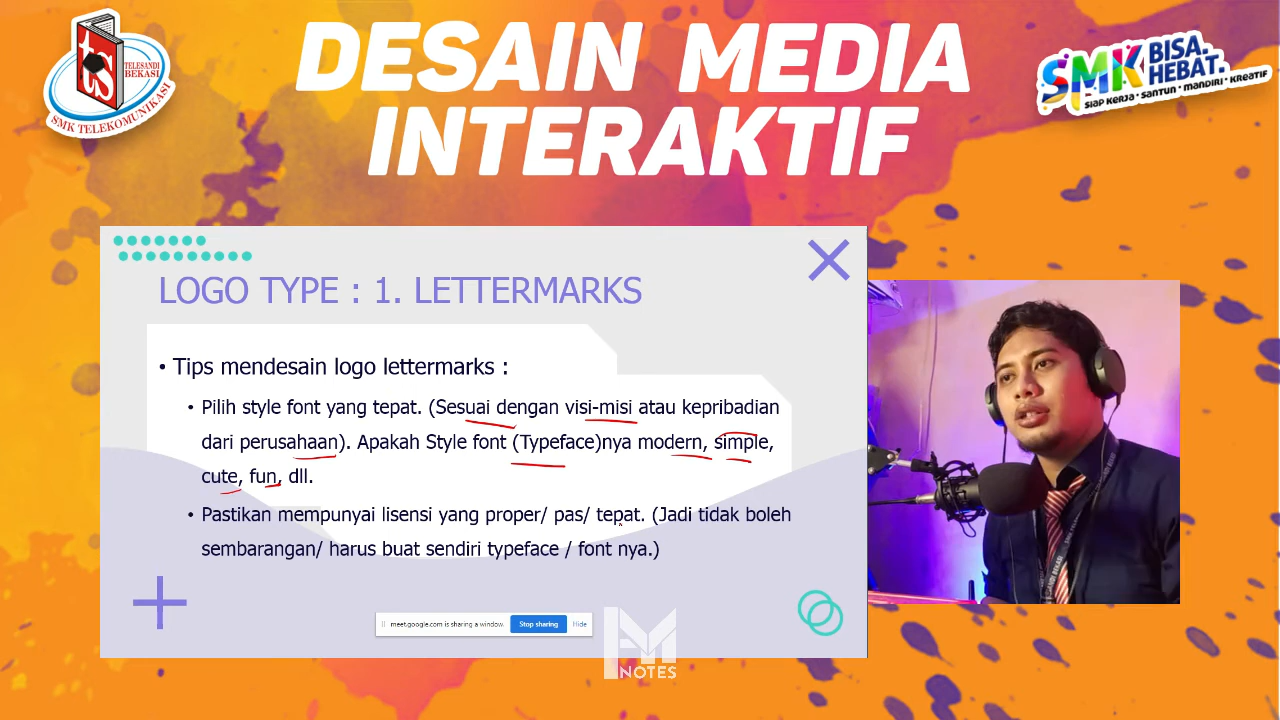 DESAIN MEDIA
INTERAKTIF
ts
TELESANDI
BEKASI
SMK TELEKOMUNIKASI
SMK BISA.
HEBAT.
SIAP KERJA • SANTUN • MANDIRI • KREATIF
LOGO TYPE : 1. LETTERMARKS
• Tips mendesain logo lettermarks :
• Pilih style font yang tepat. (Sesuai dengan visi-misi atau kepribadian
dari perusahaan). Apakah Style font (Typeface)nya modern, simple,
cute, fun, dll.
• Pastikan mempunyai lisensi yang proper/ pas/ tepat. (Jadi tidak boleh
sembarangan/ harus buat sendiri typeface / font nya.)
meet.google.com is sharing a window.
Stop sharing
Hide
NOTES